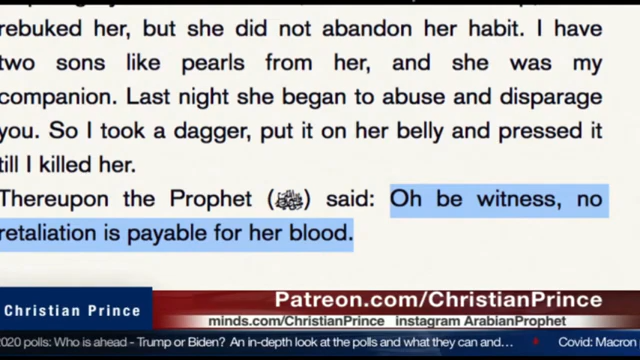 rebuked her, but she did not abandon her habit. I have
two sons like pearls from her, and she was my
companion. Last night she began to abuse and disparage
you. So I took a dagger, put it on her belly and pressed it
till I killed her.
Thereupon the Prophet (ﷺ) said: Oh be witness, no
retaliation is payable for her blood.
Christian Prince
Patreon.com/ChristianPrince
minds.com/ChristianPrince instagram ArabianProphet
2020 polls: Who is ahead - Trump or Biden? An in-depth look at the polls and what they can and... Covid: Macron